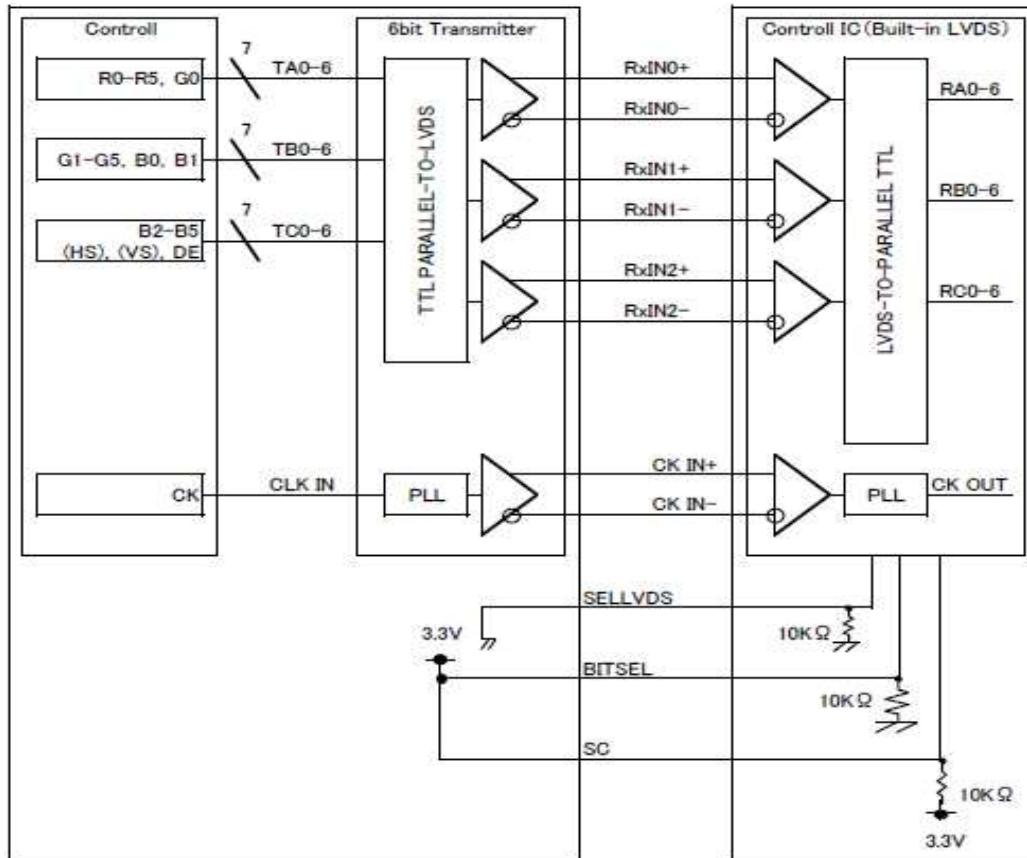 Controll
6bit Transmitter
Controll IC(Built-in LVDS)
R0-R5, G0
7
TA0-6
RxIN0+
RxIN0-
RA0-6
G1-G5, B0, B1
7
TB0-6
RxIN1+
RxIN1-
RB0-6
B2-B5
(HS), (VS), DE
7
TC0-6
RxIN2+
RxIN2-
RC0-6
TTL PARALLEL-TO-LVDS
LVDS-TO-PARALLEL TTL
CK
CLK IN
PLL
CK IN+
CK IN-
PLL
CK OUT
SELLVDS
10KΩ
3.3V
BITSEL
10KΩ
SC
10KΩ
3.3V